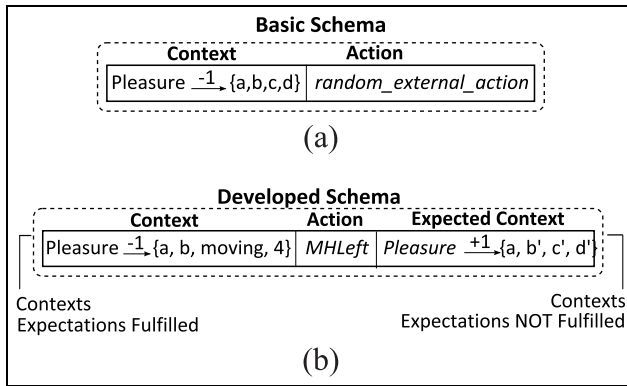 Basic Schema
Context Action
Pleasure -1 {a,b,c,d} random_external_action
(a)
Developed Schema
Context Action Expected Context
Pleasure -1 {a, b, moving, 4} MHLeft Pleasure +1 {a, b', c', d'}
Contexts Contexts
Expectations Fulfilled Expectations NOT Fulfilled
(b)